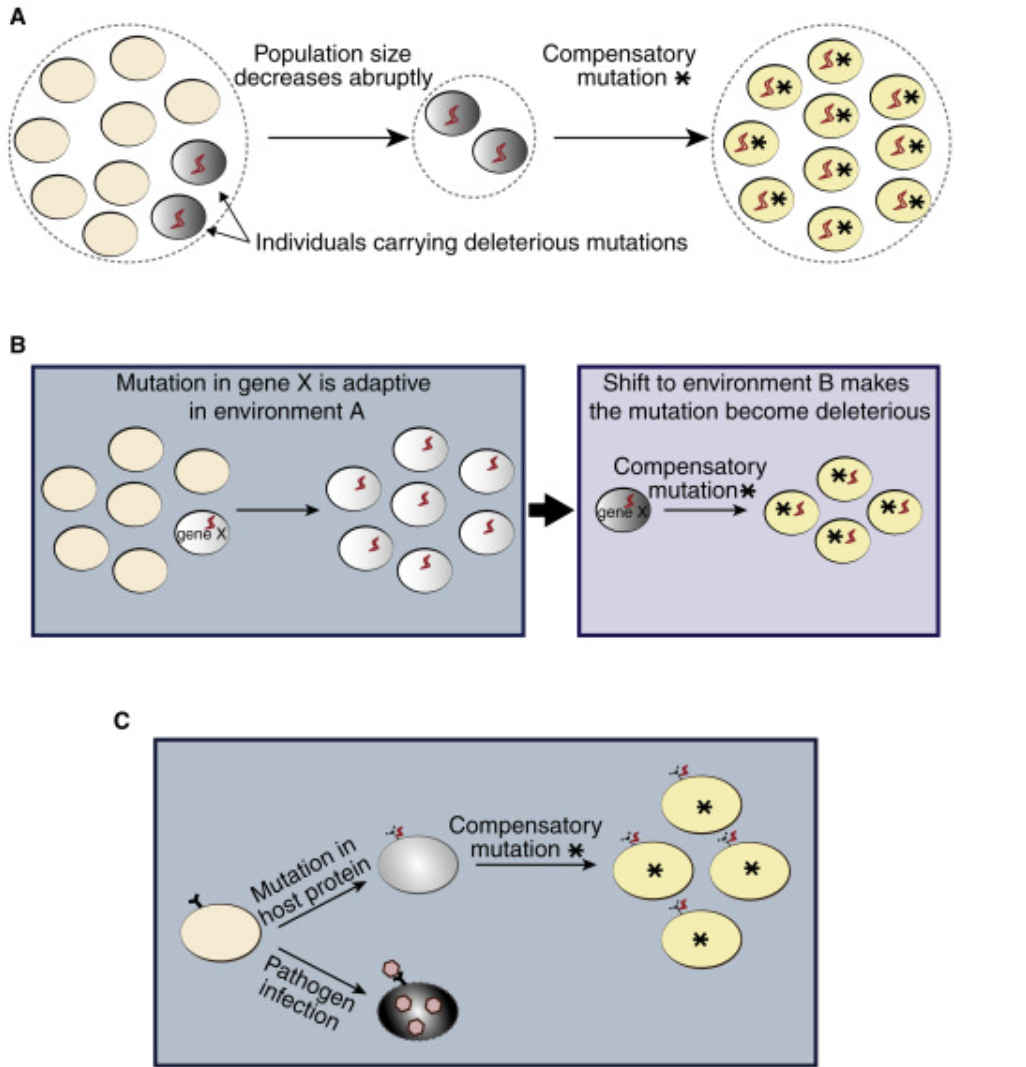 A
Population size
decreases abruptly
Compensatory
mutation *
Individuals carrying deleterious mutations
B
Mutation in gene X is adaptive
in environment A
gene X
Shift to environment B makes
the mutation become deleterious
Compensatory
mutation*
gene X
C
Mutation in
host protein
Pathogen
infection
Compensatory
mutation *